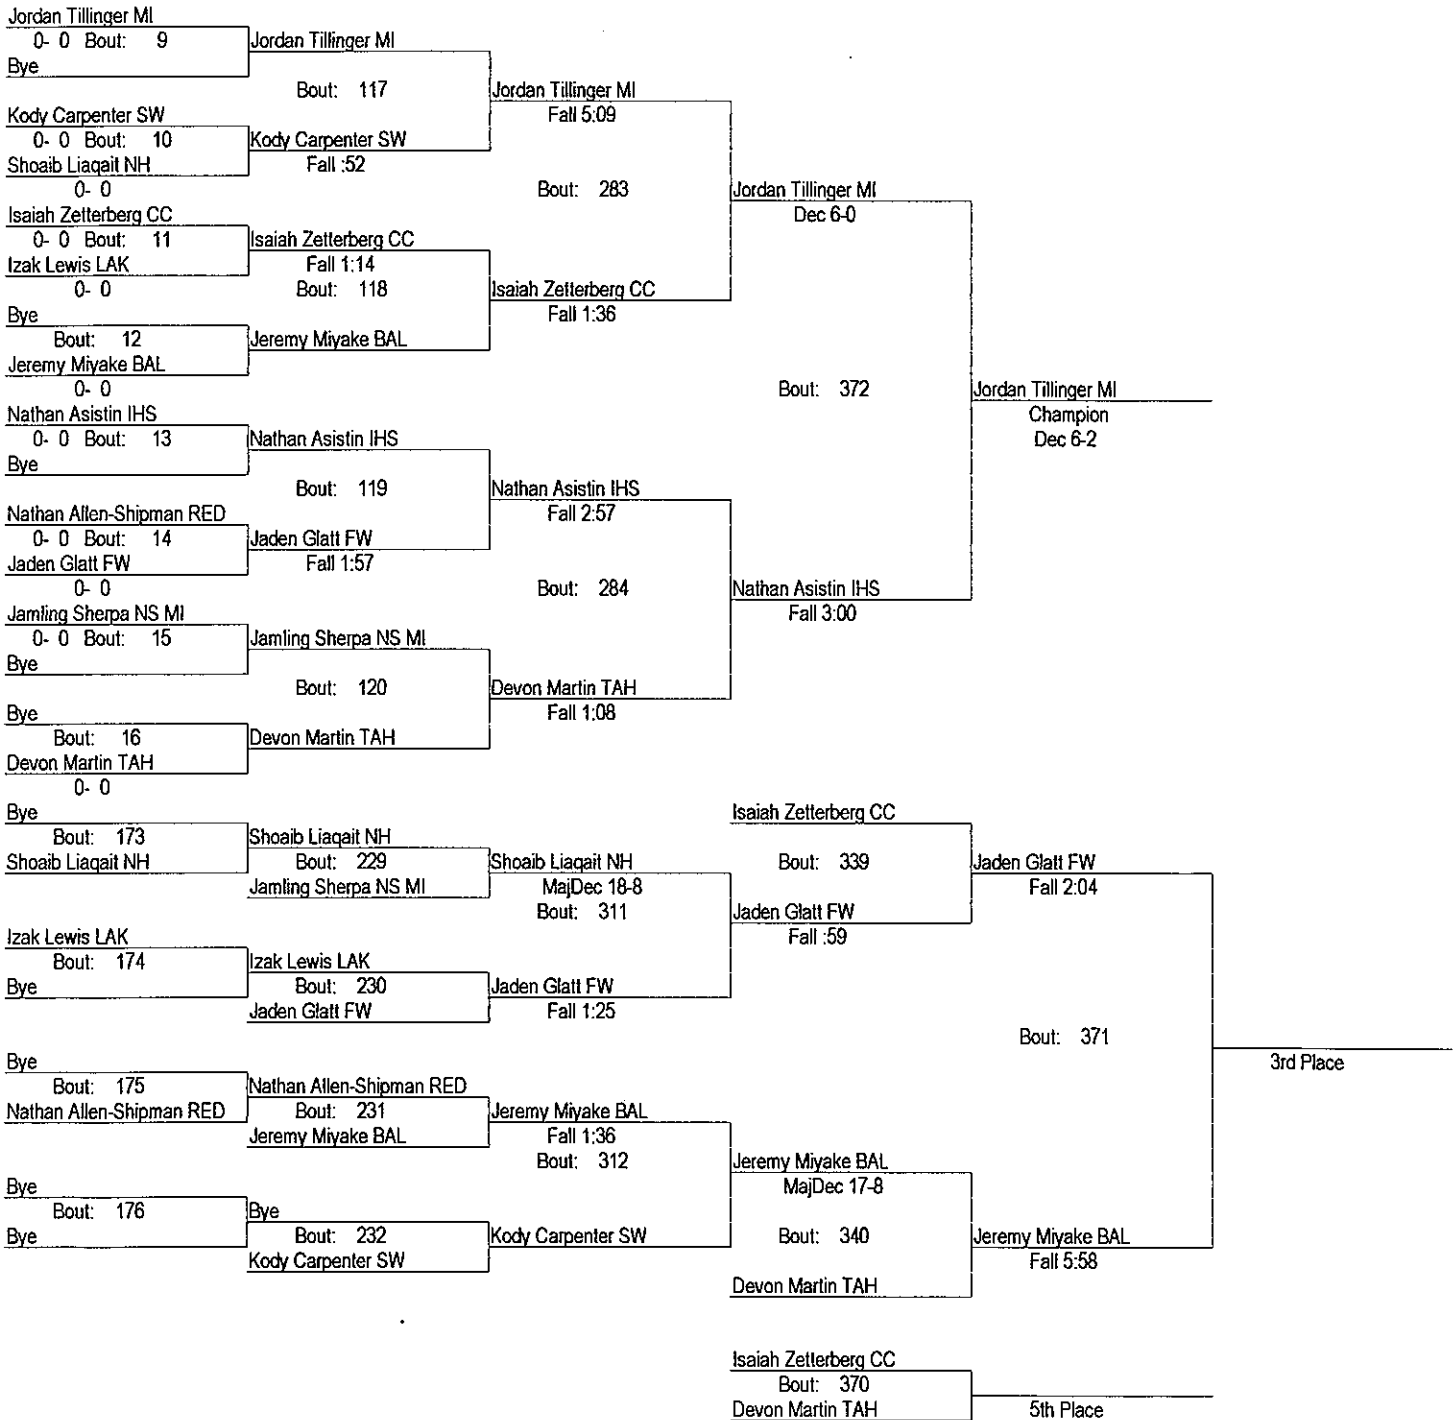 Jordan Tillinger MI
0- 0 Bout: 9
Bye
Jordan Tillinger MI
Bout: 117
Kody Carpenter SW
0- 0 Bout: 10
Shoaib Liaqait NH
0- 0
Kody Carpenter SW
Fall :52
Jordan Tillinger MI
Fall 5:09
Bout: 283
Isaiah Zetterberg CC
0- 0 Bout: 11
Izak Lewis LAK
0- 0
Isaiah Zetterberg CC
Fall 1:14
Bout: 118
Bye
Bout: 12
Jeremy Miyake BAL
0- 0
Jeremy Miyake BAL
Isaiah Zetterberg CC
Fall 1:36
Jordan Tillinger MI
Dec 6-0
Bout: 372
Nathan Asistin IHS
0- 0 Bout: 13
Bye
Nathan Asistin IHS
Bout: 119
Nathan Allen-Shipman RED
0- 0 Bout: 14
Jaden Glatt FW
0- 0
Jaden Glatt FW
Fall 1:57
Nathan Asistin IHS
Fall 2:57
Bout: 284
Jamling Sherpa NS MI
0- 0 Bout: 15
Bye
Jamling Sherpa NS MI
Bout: 120
Bye
Bout: 16
Devon Martin TAH
0- 0
Devon Martin TAH
Devon Martin TAH
Fall 1:08
Nathan Asistin IHS
Fall 3:00
Jordan Tillinger MI
Champion
Dec 6-2
Bye
Bout: 173
Shoaib Liaqait NH
Shoaib Liaqait NH
Bout: 229
Jamling Sherpa NS MI
Shoaib Liaqait NH
MajDec 18-8
Bout: 311
Izak Lewis LAK
Bout: 174
Bye
Izak Lewis LAK
Bout: 230
Jaden Glatt FW
Jaden Glatt FW
Fall 1:25
Isaiah Zetterberg CC
Bout: 339
Jaden Glatt FW
Fall :59
Jaden Glatt FW
Fall 2:04
Bout: 371
3rd Place
Bye
Bout: 175
Nathan Allen-Shipman RED
Nathan Allen-Shipman RED
Bout: 231
Jeremy Miyake BAL
Jeremy Miyake BAL
Fall 1:36
Bout: 312
Bye
Bout: 176
Bye
Bye
Bout: 232
Kody Carpenter SW
Kody Carpenter SW
Jeremy Miyake BAL
MajDec 17-8
Bout: 340
Devon Martin TAH
Jeremy Miyake BAL
Fall 5:58
Isaiah Zetterberg CC
Bout: 370
Devon Martin TAH
5th Place